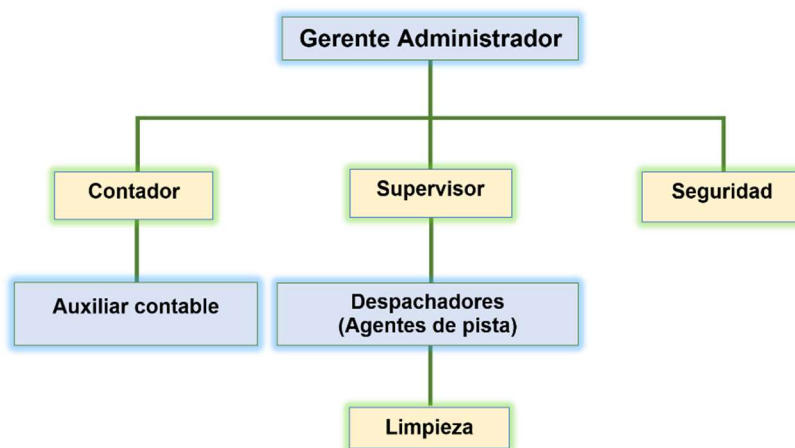 Gerente Administrador
Contador
Supervisor
Seguridad
Auxiliar contable
Despachadores
(Agentes de pista)
Limpieza